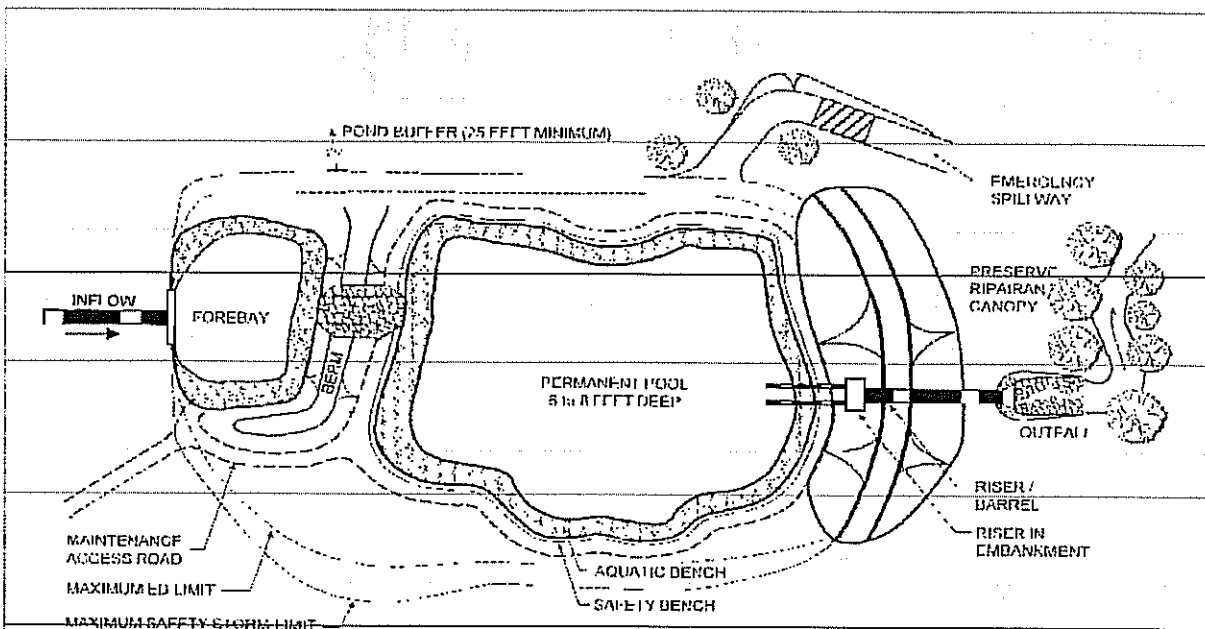 POND BUFFER (25 FEET MINIMUM)
EMERGENCY
SPILLWAY
PRESERVE
RIPAIRAN
CANOPY
INFLOW
FOREBAY
BERM
PERMANENT POOL
6 to 8 FEET DEEP
OUTFALL
RISER /
BARREL
RISER IN
EMBANKMENT
MAINTENANCE
ACCESS ROAD
AQUATIC BENCH
MAXIMUM ED LIMIT
SAFETY BENCH
MAXIMUM SAFETY STORM LIMIT